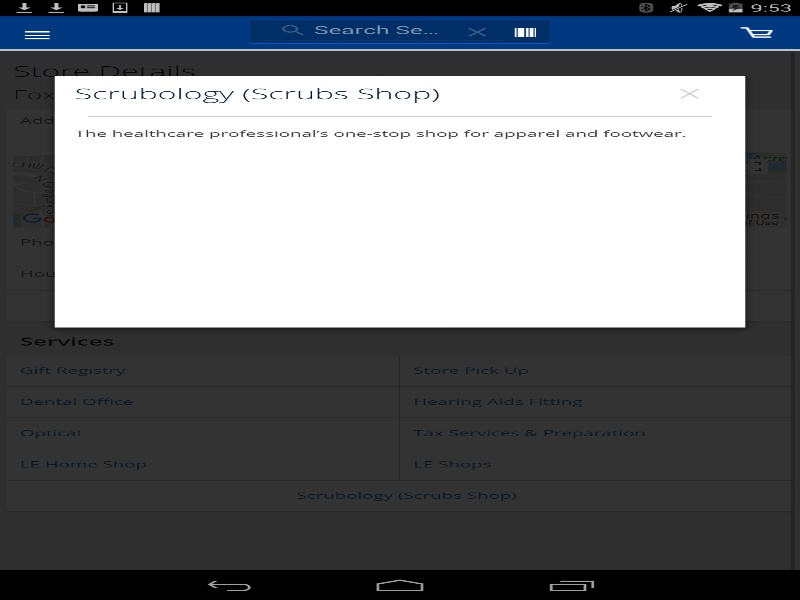 9:53
Search Se...
Store Details
Fox
Scrubology (Scrubs Shop)
Add
The healthcare professional's one-stop shop for apparel and footwear.
Go
Pho
Hou
Services
Gift Registry
Store Pick Up
Dental Office
Hearing Aids Fitting
Optical
Tax Services & Preparation
LE Home Shop
LE Shops
Scrubology (Scrubs Shop)